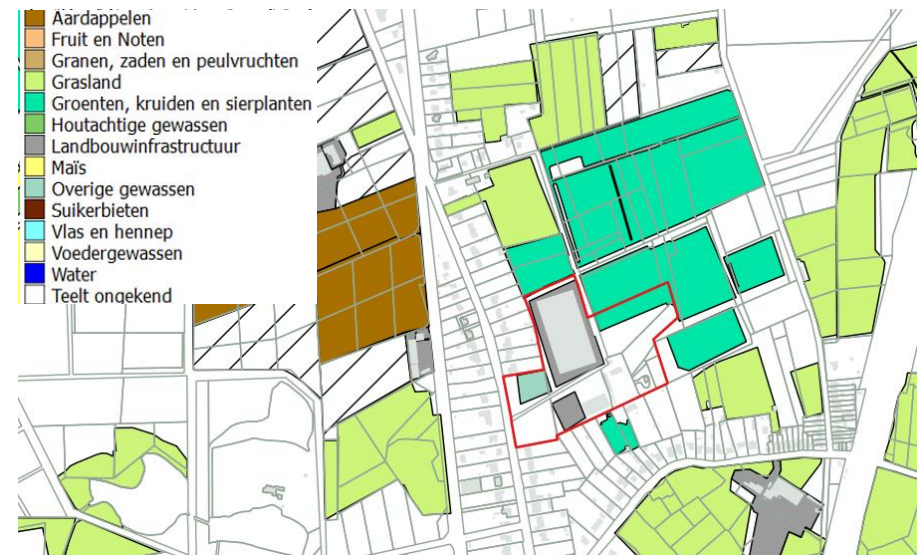 Aardappelen
Fruit en Noten
Granen, zaden en peulvruchten
Grasland
Groenten, kruiden en sierplanten
Houtachtige gewassen
Landbouwinfrastructuur
Maïs
Overige gewassen
Suikerbieten
Vlas en hennep
Voedergewassen
Water
Teelt ongekend